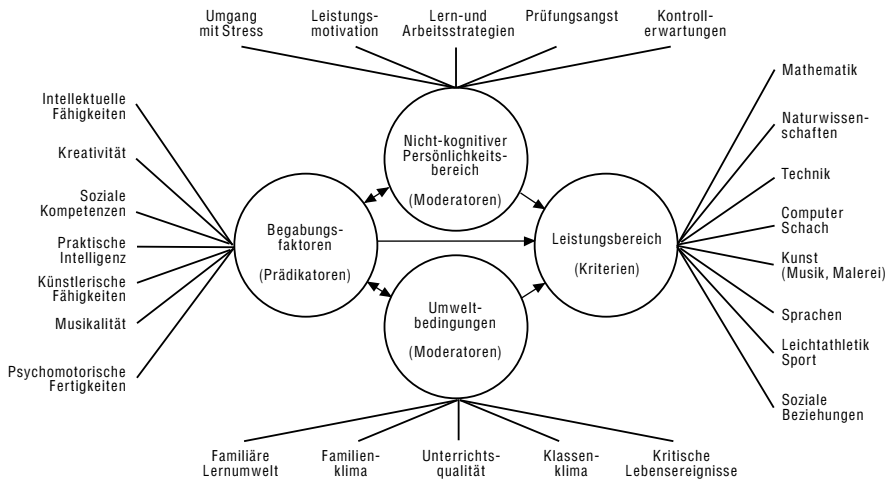 Umgang
mit Stress
Leistungs-
motivation
Lern-und
Arbeitsstrategien
Prüfungsangst
Kontroll-
erwartungen
Intellektuelle
Fähigkeiten
Kreativität
Soziale
Kompetenzen
Praktische
Intelligenz
Künstlerische
Fähigkeiten
Musikalität
Psychomotorische
Fertigkeiten
Nicht-kognitiver
Persönlichkeits-
bereich
(Moderatoren)
Begabungs-
faktoren
(Prädikatoren)
Leistungsbereich
(Kriterien)
Umwelt-
bedingungen
(Moderatoren)
Mathematik
Naturwissen-
schaften
Technik
Computer
Schach
Kunst
(Musik, Malerei)
Sprachen
Leichtathletik
Sport
Soziale
Beziehungen
Familiäre
Lernumwelt
Familien-
klima
Unterrichts-
qualität
Klassen-
klima
Kritische
Lebensereignisse